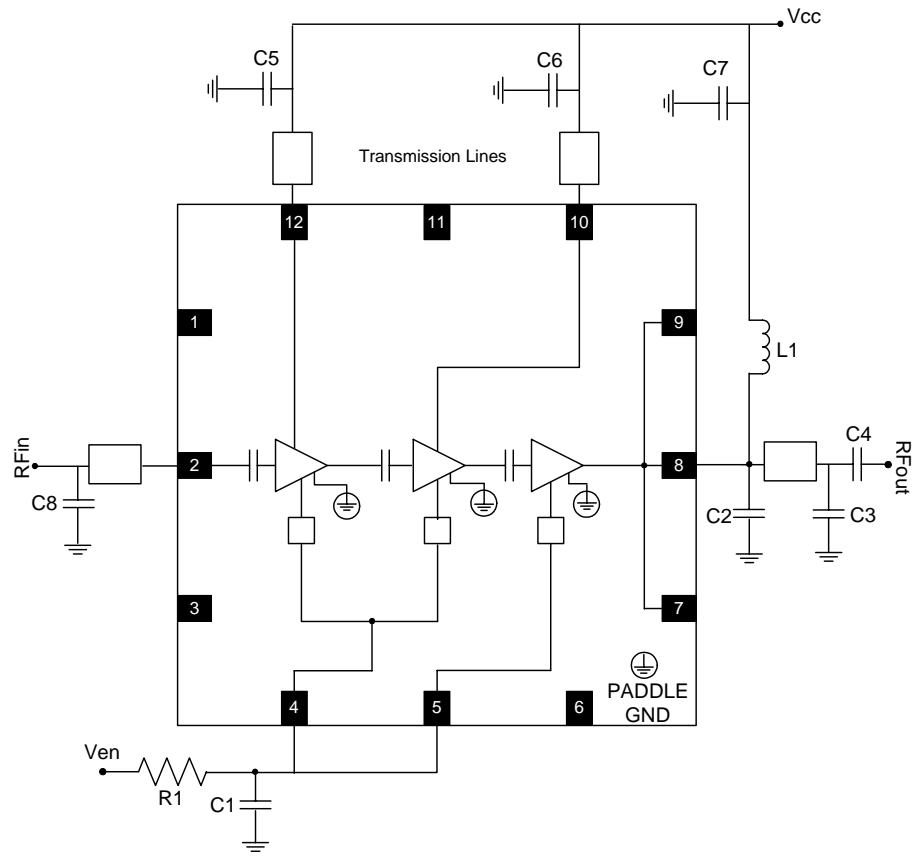 Vcc
C5
C6
C7
Transmission Lines
12
11
10
1
9
L1
RFin
2
8
C4
RFout
C8
C2
C3
3
7
PADDLE
GND
4
5
6
Ven
R1
C1